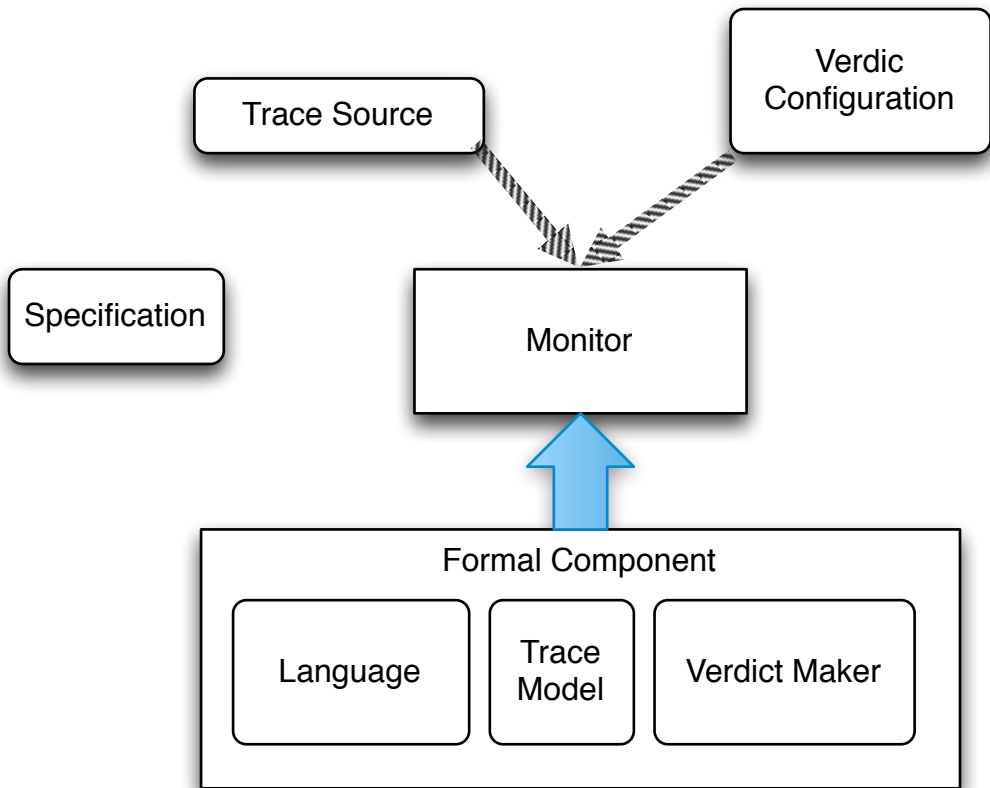 Trace Source
Verdic
Configuration
Specification
Monitor
Formal Component
Language
Trace
Model
Verdict Maker